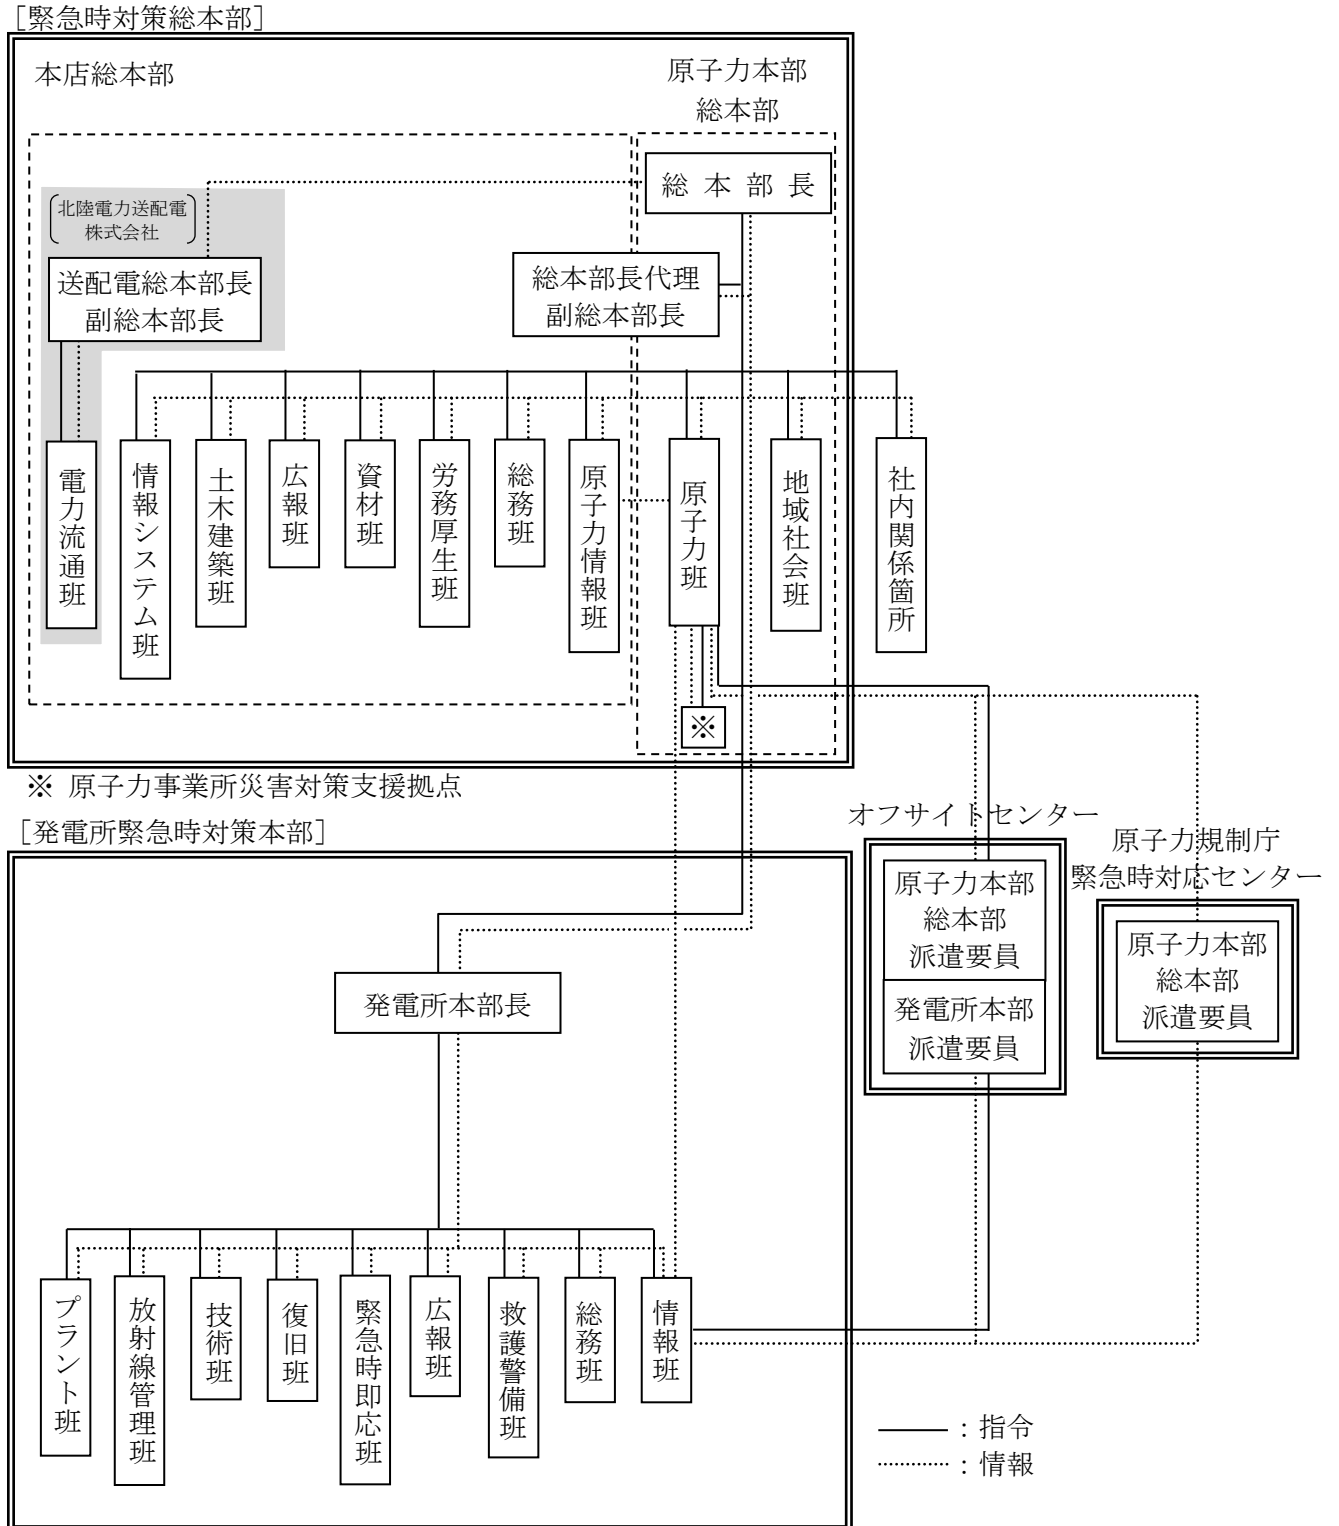 ［緊急時対策総本部］
本店総本部
原子力本部
総本部
総 本 部 長
北陸電力送配電
株式会社
送配電総本部長
副総本部長
総本部長代理
副総本部長
電力流通班
情報システム班
土木建築班
広報班
資材班
労務厚生班
総務班
原子力情報班
原子力班
地域社会班
社内関係箇所
※
※ 原子力事業所災害対策支援拠点
［発電所緊急時対策本部］
オフサイトセンター
原子力本部
総本部
派遣要員
発電所本部
派遣要員
原子力規制庁
緊急時対応センター
原子力本部
総本部
派遣要員
発電所本部長
プラント班
放射線管理班
技術班
復旧班
緊急時即応班
広報班
救護警備班
総務班
情報班
：指令
：情報